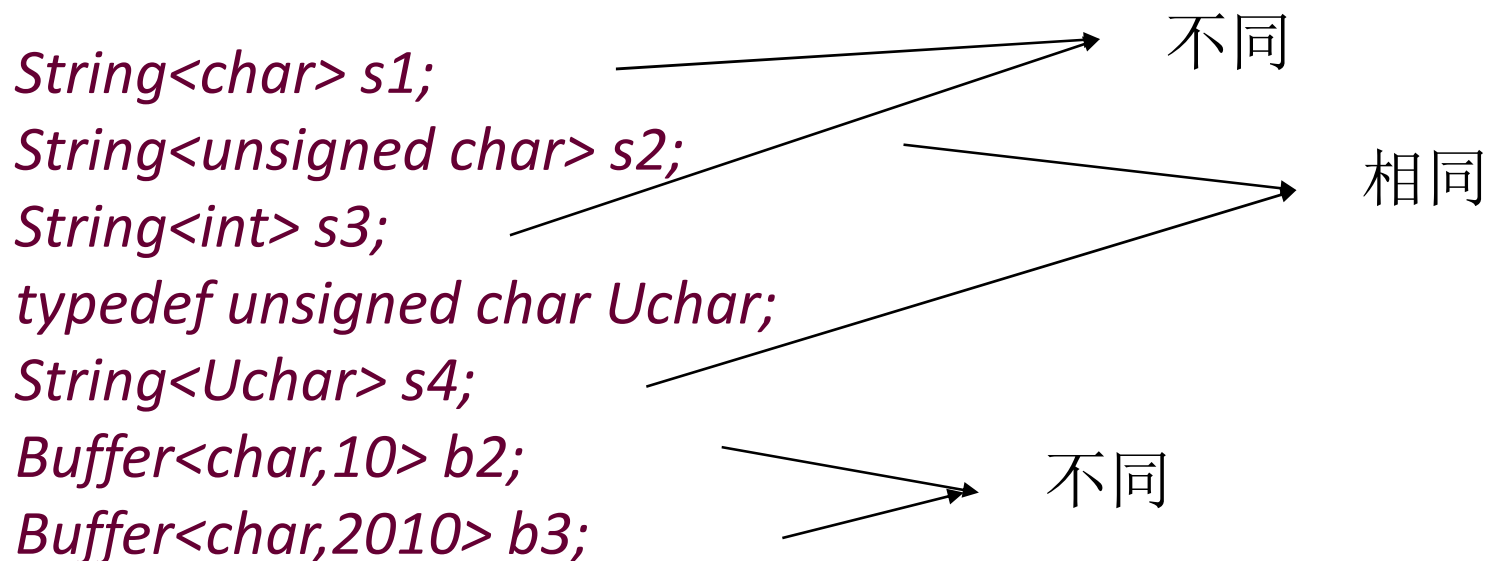 不同
String<char> s1;
String<unsigned char> s2;
相同
String<int> s3;
typedef unsigned char Uchar;
String<Uchar> s4;
Buffer<char,10> b2;
不同
Buffer<char,2010> b3;